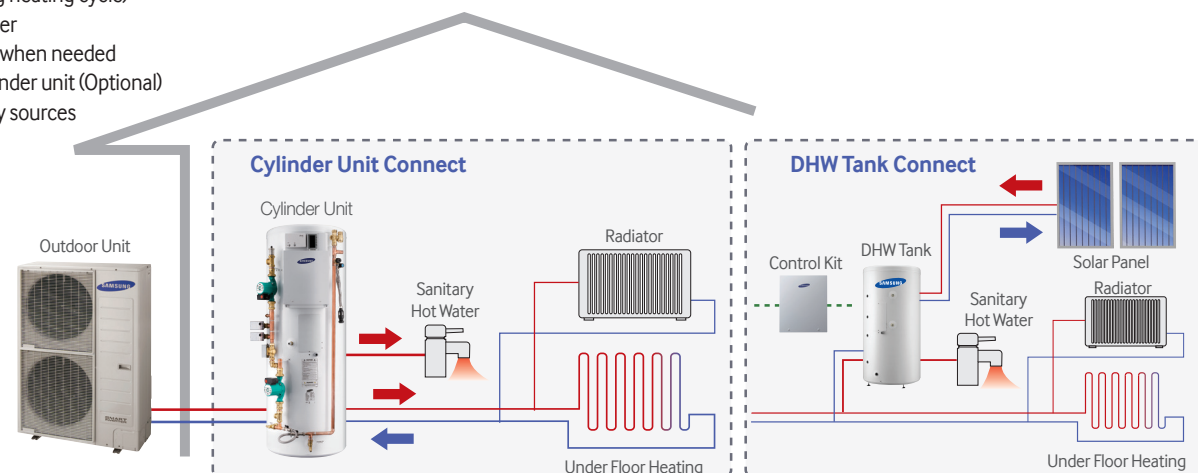 er
when needed
nder unit (Optional)
y sources
Cylinder Unit Connect
Cylinder Unit
Outdoor Unit
SAMSUNG
Sanitary
Hot Water
Radiator
Under Floor Heating
DHW Tank Connect
Control Kit
DHW Tank
SAMSUNG
Solar Panel
Sanitary
Hot Water
Radiator
Under Floor Heating